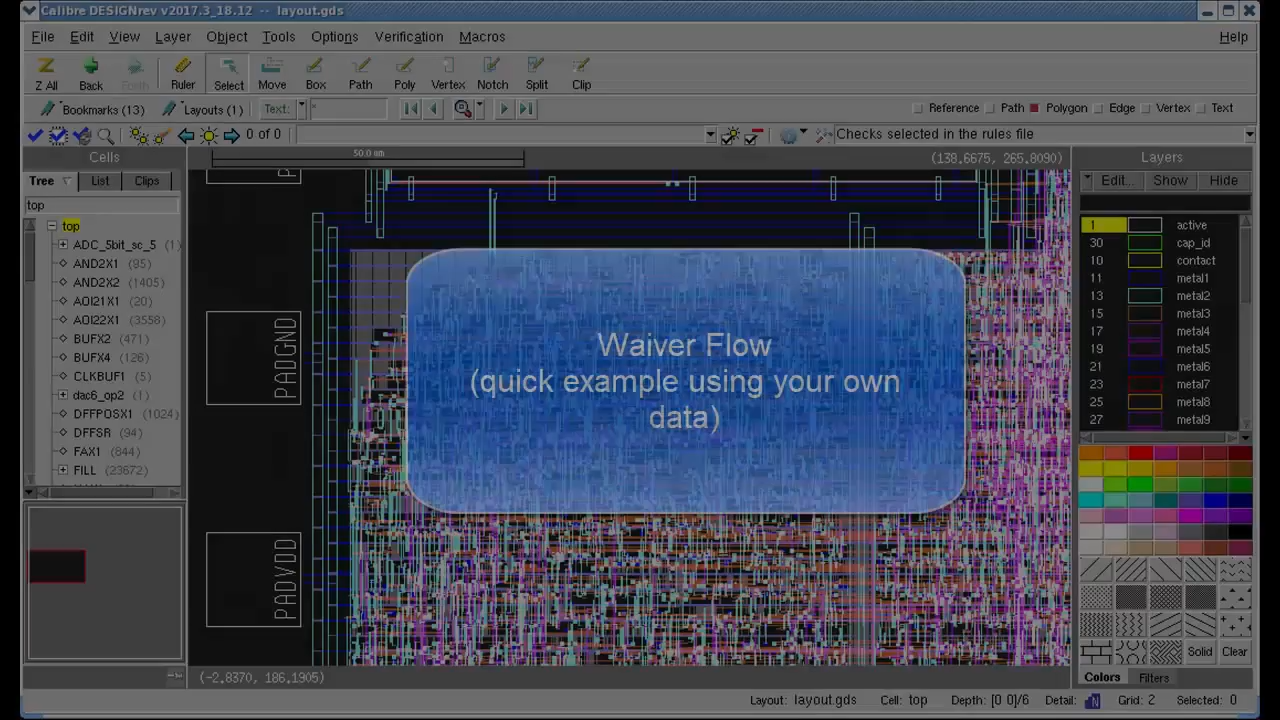 Calibre DESIGNrev v2017.3_18.12 -- layout.gds
File Edit View Layer Object Tools Options Verification Macros Help
Z All Back Forth Ruler Select Move Box Path Poly Vertex Notch Split Clip
Bookmarks (13) Layouts (1) Text: Reference Path Polygon Edge Vertex Text
0 of 0 Checks selected in the rules file
Cells 50.0 um (138.6675, 265.8090) Layers
Tree List Clips Edit... Show Hide
top
top
ADC_5bit_sc_5 (1)
AND2X1 (85)
AND2X2 (1405)
AOI21X1 (20)
AOI22X1 (3558)
BUFX2 (471)
BUFX4 (126)
CLKBUF1 (5)
dac6_op2 (1)
DFFPOSX1 (1024)
DFFSR (94)
FAX1 (844)
FILL (23672)
PADGND
PADVDD
Waiver Flow
(quick example using your own
data)
1 active
30 cap_id
10 contact
11 metal1
13 metal2
15 metal3
17 metal4
19 metal5
21 metal6
23 metal7
25 metal8
27 metal9
Solid Clear
Colors Filters
(-2.8370, 186.1905)
Layout: layout.gds Cell: top Depth: [0 0]/6 Detail: Grid: 2 Selected: 0